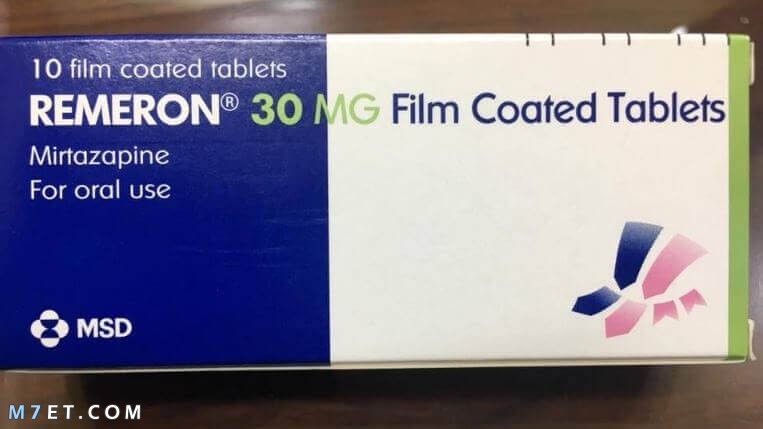 10 film coated tablets
REMERON® 30 MG Film Coated Tablets
Mirtazapine
For oral use
MSD
M7ET.COM